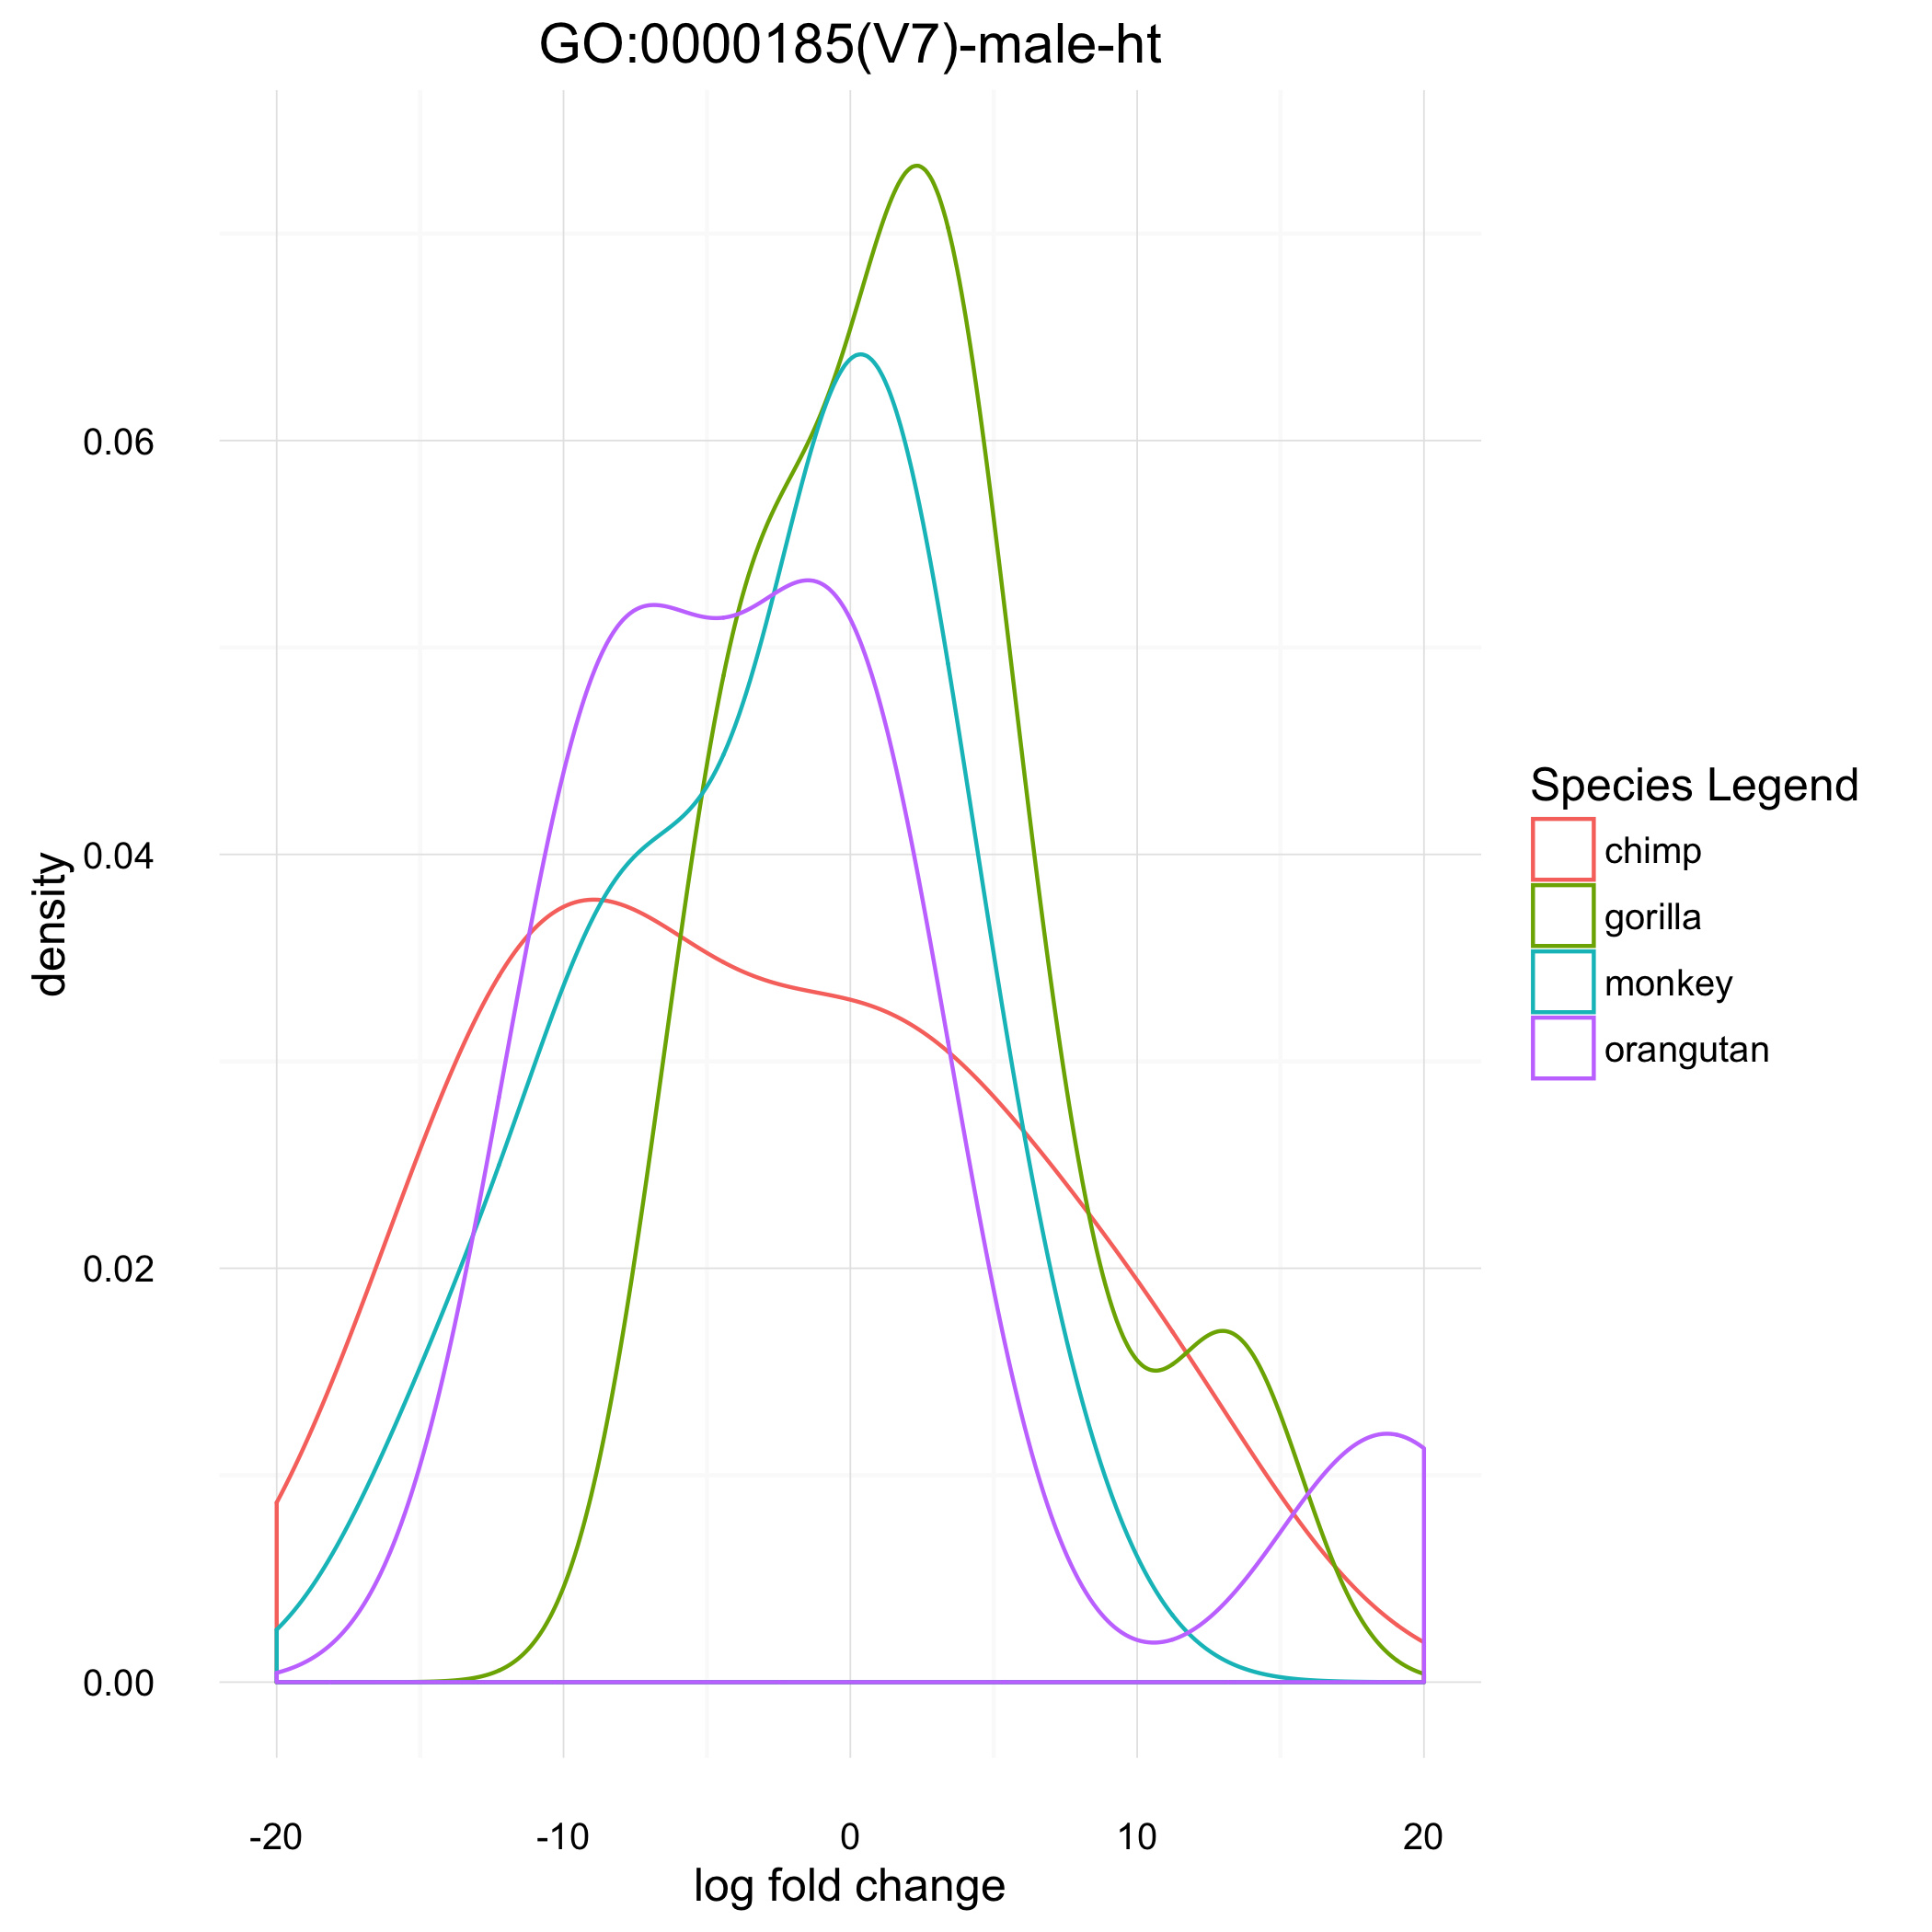 GO:0000185(V7)-male-ht
0.06
0.04
0.02
0.00
density
-20 -10 0 10 20
log fold change
Species Legend
chimp
gorilla
monkey
orangutan